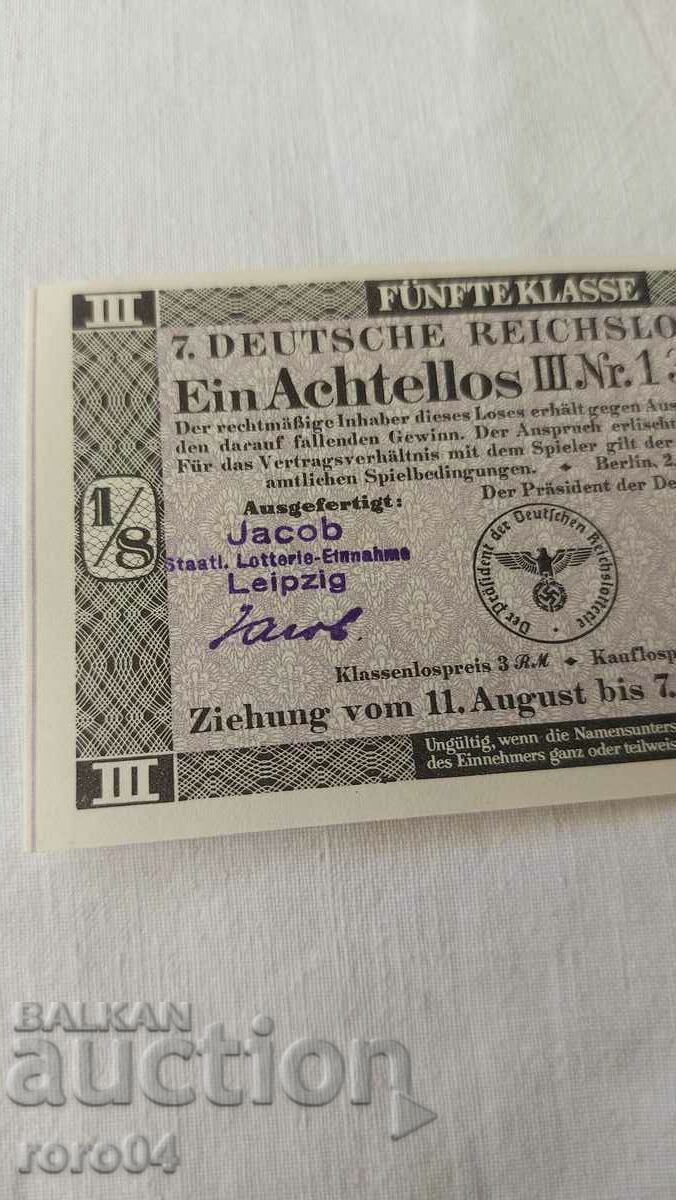 III
FÜNFTE KLASSE
7. DEUTSCHE REICHSLO
Ein Achtellos III Nr. 13
Der rechtmäßige Inhaber dieses Loses erhält gegen Aus
den darauf fallenden Gewinn. Der Anspruch erlischt
Für das Vertragsverhältnis mit dem Spieler gilt der
amtlichen Spielbedingungen. Berlin, 2.
Der Präsident der De
Ausgefertigt:
1/8
Jacob
Staatl. Lotterie-Einnahme
Leipzig
Jacob.
Der Präsident der Deutschen Reichslotterie
Klassenlospreis 3 RM Kauflosp
Ziehung vom 11. August bis 7.
III
Ungültig, wenn die Namensunters
des Einnehmers ganz oder teilweis
BALKAN
auction
roro04